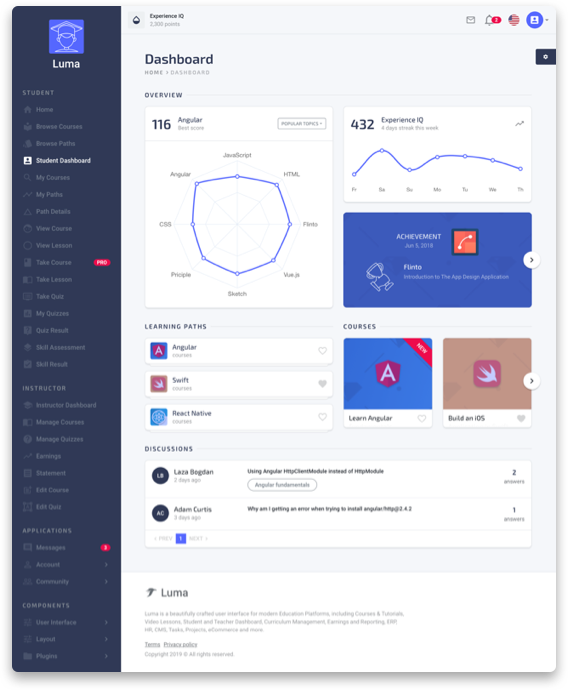 Luma
STUDENT
Home
Browse Courses
Browse Paths
Student Dashboard
My Courses
My Paths
Path Details
View Course
View Lesson
Take Course PRO
Take Lesson
Take Quiz
My Quizzes
Quiz Result
Skill Assessment
Skill Result
INSTRUCTOR
Instructor Dashboard
Manage Courses
Manage Quizzes
Earnings
Statement
Edit Course
Edit Quiz
APPLICATIONS
Messages 3
Account
Community
COMPONENTS
User Interface
Layout
Plugins
Experience IQ
2,300 points
2
Dashboard
HOME > DASHBOARD
OVERVIEW
116 Angular
Best score
POPULAR TOPICS
JavaScript
HTML
Flinto
Vue.js
Sketch
Priciple
CSS
Angular
432 Experience IQ
4 days streak this week
Fr Sa Su Mo Tu We Th
ACHIEVEMENT
Jun 5, 2018
Flinto
Introduction to The App Design Application
LEARNING PATHS
Angular
courses
Swift
courses
React Native
courses
COURSES
NEW
Learn Angular
Build an iOS
DISCUSSIONS
LB Laza Bogdan
2 days ago
Using Angular HttpClientModule instead of HttpModule
Angular fundamentals
2
answers
AC Adam Curtis
3 days ago
Why am I getting an error when trying to install angular/http@2.4.2
1
answers
< PREV 1 NEXT >
Luma
Luma is a beautifully crafted user interface for modern Education Platforms, including Courses & Tutorials,
Video Lessons, Student and Teacher Dashboard, Curriculum Management, Earnings and Reporting, ERP,
HR, CMS, Tasks, Projects, eCommerce and more.
Terms Privacy policy
Copyright 2019 © All rights reserved.